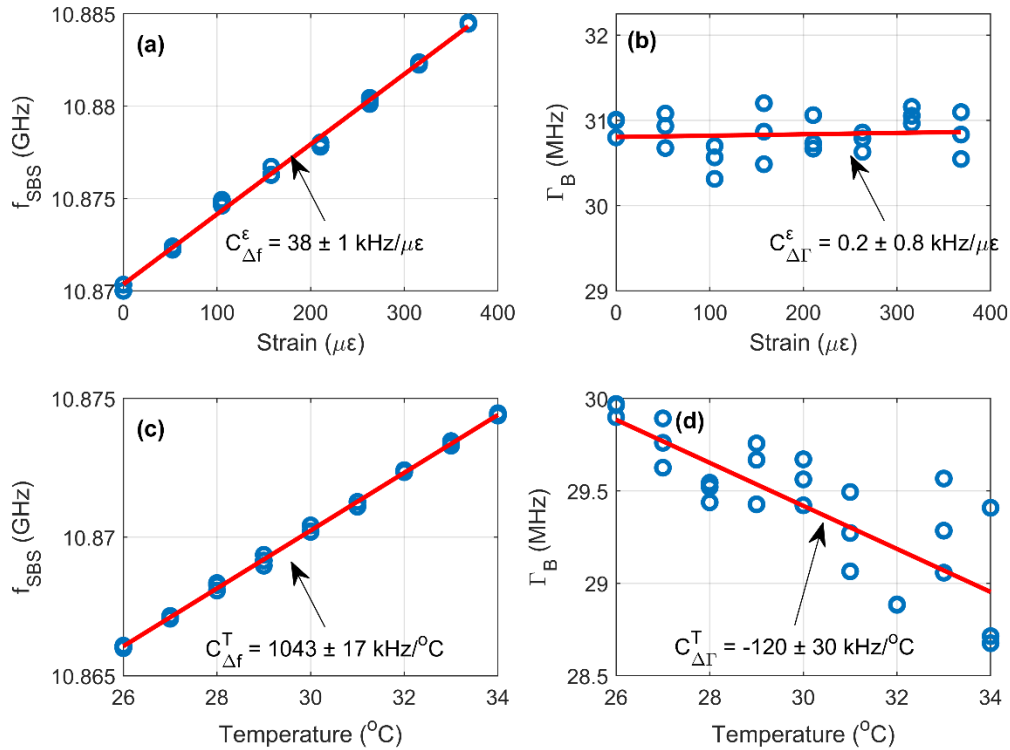 (a)
f_SBS (GHz)
10.885
10.88
10.875
10.87
C^ε_Δf = 38 ± 1 kHz/με
0 100 200 300 400
Strain (με)
(b)
Γ_B (MHz)
32
31
30
29
C^ε_ΔΓ = 0.2 ± 0.8 kHz/με
0 100 200 300 400
Strain (με)
(c)
f_SBS (GHz)
10.875
10.87
10.865
C^T_Δf = 1043 ± 17 kHz/°C
26 28 30 32 34
Temperature (°C)
(d)
Γ_B (MHz)
30
29.5
29
28.5
C^T_ΔΓ = -120 ± 30 kHz/°C
26 28 30 32 34
Temperature (°C)